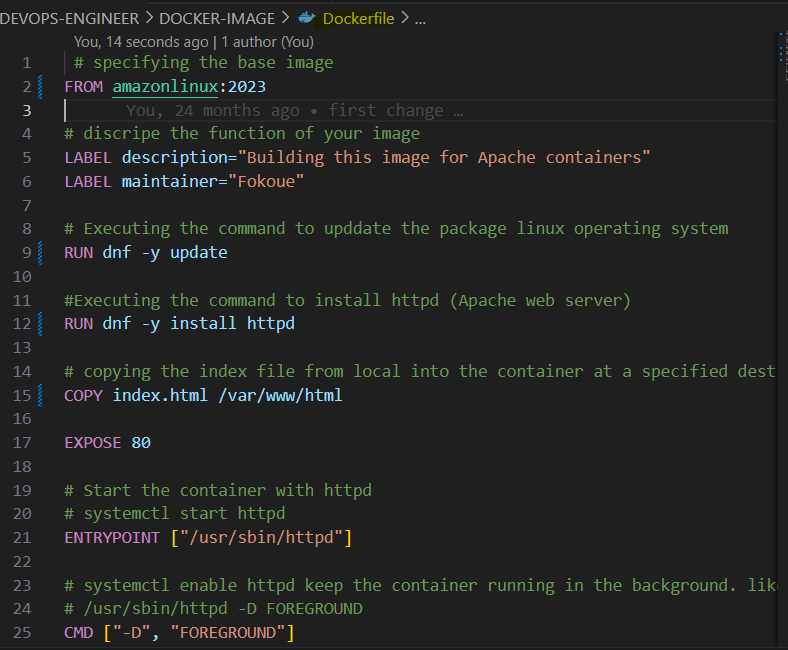 DEVOPS-ENGINEER > DOCKER-IMAGE > Dockerfile > ...
You, 14 seconds ago | 1 author (You)
1 # specifying the base image
2 FROM amazonlinux:2023
3 You, 24 months ago • first change …
4 # discripe the function of your image
5 LABEL description="Building this image for Apache containers"
6 LABEL maintainer="Fokoue"
7
8 # Executing the command to upddate the package linux operating system
9 RUN dnf -y update
10
11 #Executing the command to install httpd (Apache web server)
12 RUN dnf -y install httpd
13
14 # copying the index file from local into the container at a specified
15 COPY index.html /var/www/html
16
17 EXPOSE 80
18
19 # Start the container with httpd
20 # systemctl start httpd
21 ENTRYPOINT ["/usr/sbin/httpd"]
22
23 # systemctl enable httpd keep the container running in the background.
24 # /usr/sbin/httpd -D FOREGROUND
25 CMD ["-D", "FOREGROUND"]